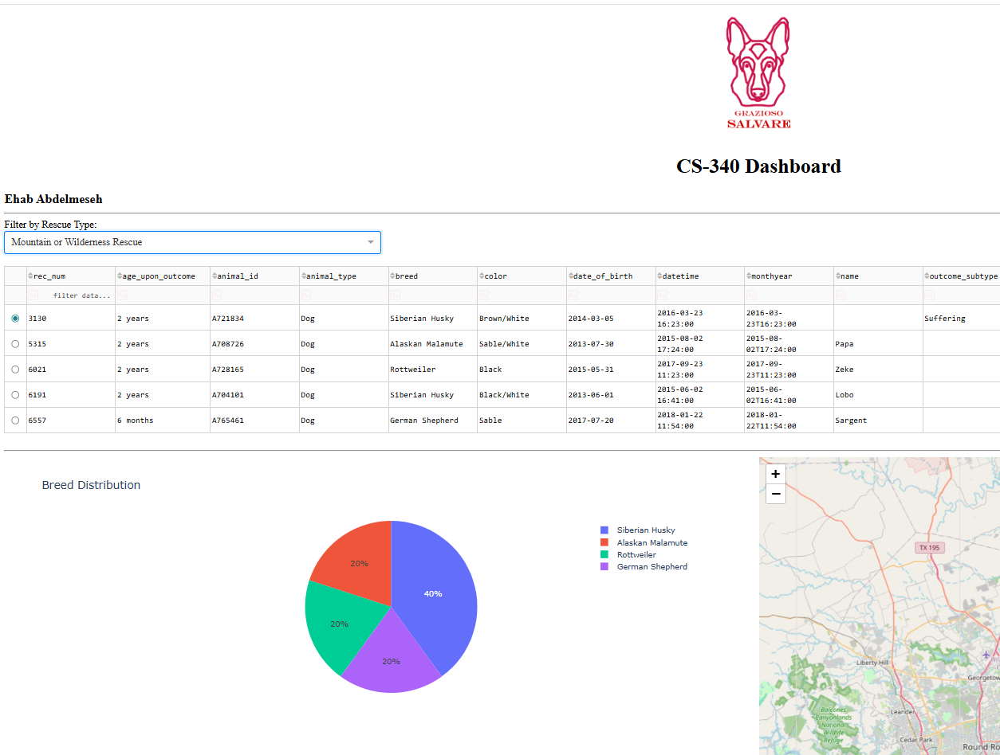 GRAZIOSO
SALVARE
CS-340 Dashboard
Ehab Abdelmeseh
Filter by Rescue Type:
Mountain or Wilderness Rescue
rec_num age_upon_outcome animal_id animal_type breed color date_of_birth datetime monthyear name outcome_subtype
filter data...
3130 2 years A721834 Dog Siberian Husky Brown/White 2014-03-05 2016-03-23 16:23:00 2016-03-23T16:23:00 Suffering
5315 2 years A708726 Dog Alaskan Malamute Sable/White 2013-07-30 2015-08-02 17:24:00 2015-08-02T17:24:00 Papa
6021 2 years A728165 Dog Rottweiler Black 2015-05-31 2017-09-23 11:23:00 2017-09-23T11:23:00 Zeke
6191 2 years A704101 Dog Siberian Husky Black/White 2013-06-01 2015-06-02 16:41:00 2015-06-02T16:41:00 Lobo
6557 6 months A765461 Dog German Shepherd Sable 2017-07-20 2018-01-22 11:54:00 2018-01-22T11:54:00 Sargent
Breed Distribution
20%
40%
20%
20%
Siberian Husky
Alaskan Malamute
Rottweiler
German Shepherd
+
−
TX 195
Liberty Hill
Georgetow
Leander
Balcones
Canyonlands
National
Wildlife
Refuge
Cedar Park
Round Ro